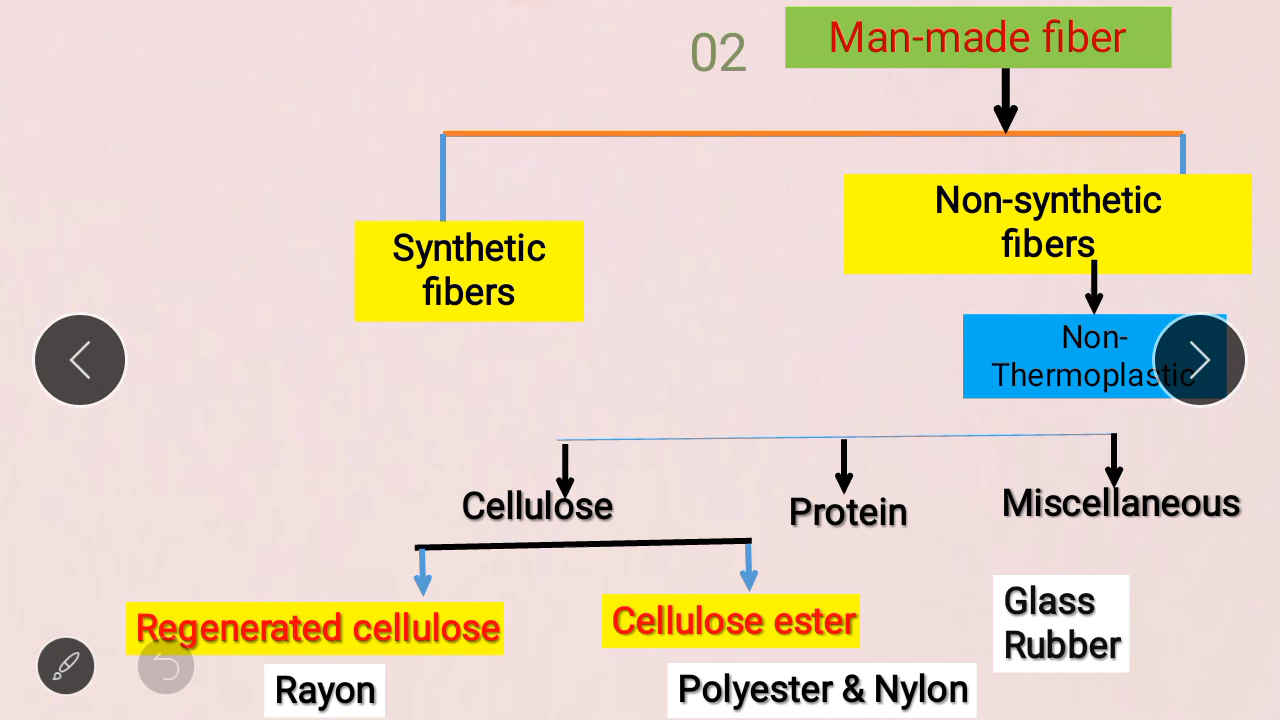 02
Man-made fiber
Non-synthetic
fibers
Synthetic
fibers
Non-
Thermoplastic
Cellulose
Protein
Miscellaneous
Regenerated cellulose
Cellulose ester
Glass
Rubber
Rayon
Polyester & Nylon